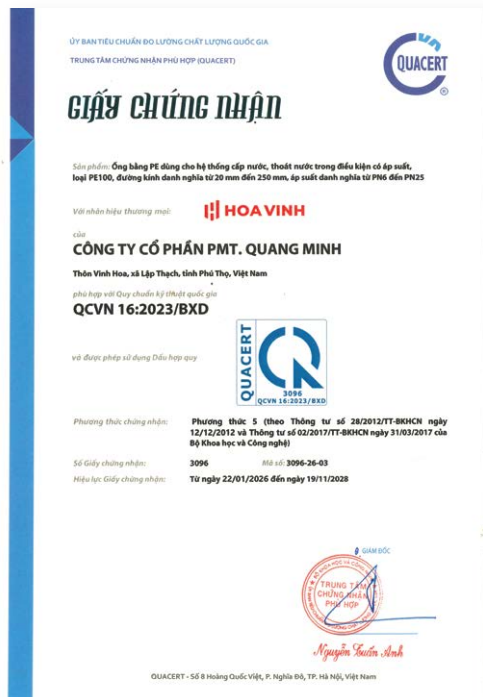 ỦY BAN TIÊU CHUẨN ĐO LƯỜNG CHẤT LƯỢNG QUỐC GIA
TRUNG TÂM CHỨNG NHẬN PHÙ HỢP (QUACERT)
QUACERT
®
GIẤY CHỨNG NHẬN
Sản phẩm: Ống bằng PE dùng cho hệ thống cấp nước, thoát nước trong điều kiện có áp suất,
loại PE100, đường kính danh nghĩa từ 20 mm đến 250 mm, áp suất danh nghĩa từ PN6 đến PN25
Với nhãn hiệu thương mại: HOA VINH
của
CÔNG TY CỔ PHẦN PMT. QUANG MINH
Thôn Vinh Hoa, xã Lập Thạch, tỉnh Phú Thọ, Việt Nam
phù hợp với Quy chuẩn kỹ thuật quốc gia
QCVN 16:2023/BXD
và được phép sử dụng Dấu hợp quy
QUACERT
3096
QCVN 16:2023/BXD
Phương thức chứng nhận: Phương thức 5 (theo Thông tư số 28/2012/TT-BKHCN ngày
12/12/2012 và Thông tư số 02/2017/TT-BKHCN ngày 31/03/2017 của
Bộ Khoa học và Công nghệ)
Số Giấy chứng nhận: 3096 Mã số: 3096-26-03
Hiệu lực Giấy chứng nhận: Từ ngày 22/01/2026 đến ngày 19/11/2028
GIÁM ĐỐC
TRUNG TÂM
CHỨNG NHẬN
PHÙ HỢP
Nguyễn Tuấn Anh
QUACERT - Số 8 Hoàng Quốc Việt, P. Nghĩa Đô, TP. Hà Nội, Việt Nam